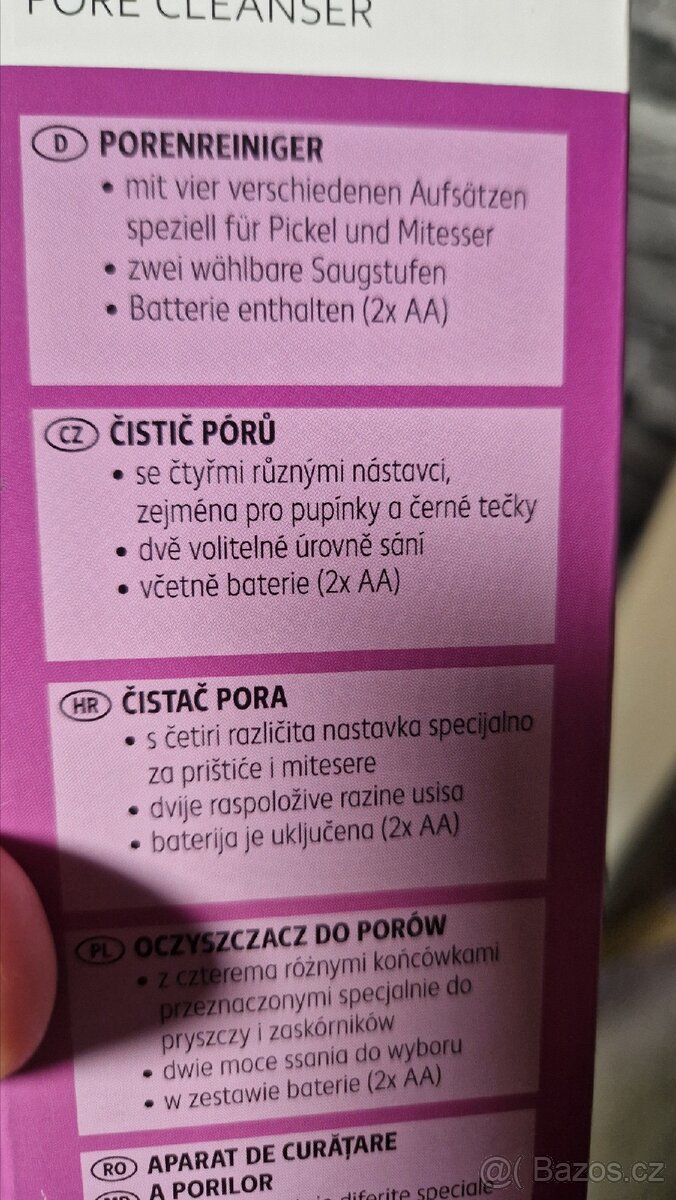 PORE CLEANSER
D PORENREINIGER
• mit vier verschiedenen Aufsätzen
speziell für Pickel und Mitesser
• zwei wählbare Saugstufen
• Batterie enthalten (2x AA)
CZ ČISTIČ PÓRŮ
• se čtyřmi různými nástavci,
zejména pro pupínky a černé tečky
• dvě volitelné úrovně sání
• včetně baterie (2x AA)
HR ČISTAČ PORA
• s četiri različita nastavka specijalno
za prištiće i mitesere
• dvije raspoložive razine usisa
• baterija je uključena (2x AA)
PL OCZYSZCZACZ DO PORÓW
• z czterema różnymi końcówkami
przeznaczonymi specjalnie do
pryszczy i zaskórników
• dwie moce ssania do wyboru
• w zestawie baterie (2x AA)
RO APARAT DE CURĂȚARE
A PORILOR
diferite speciale
@( Bazos.cz